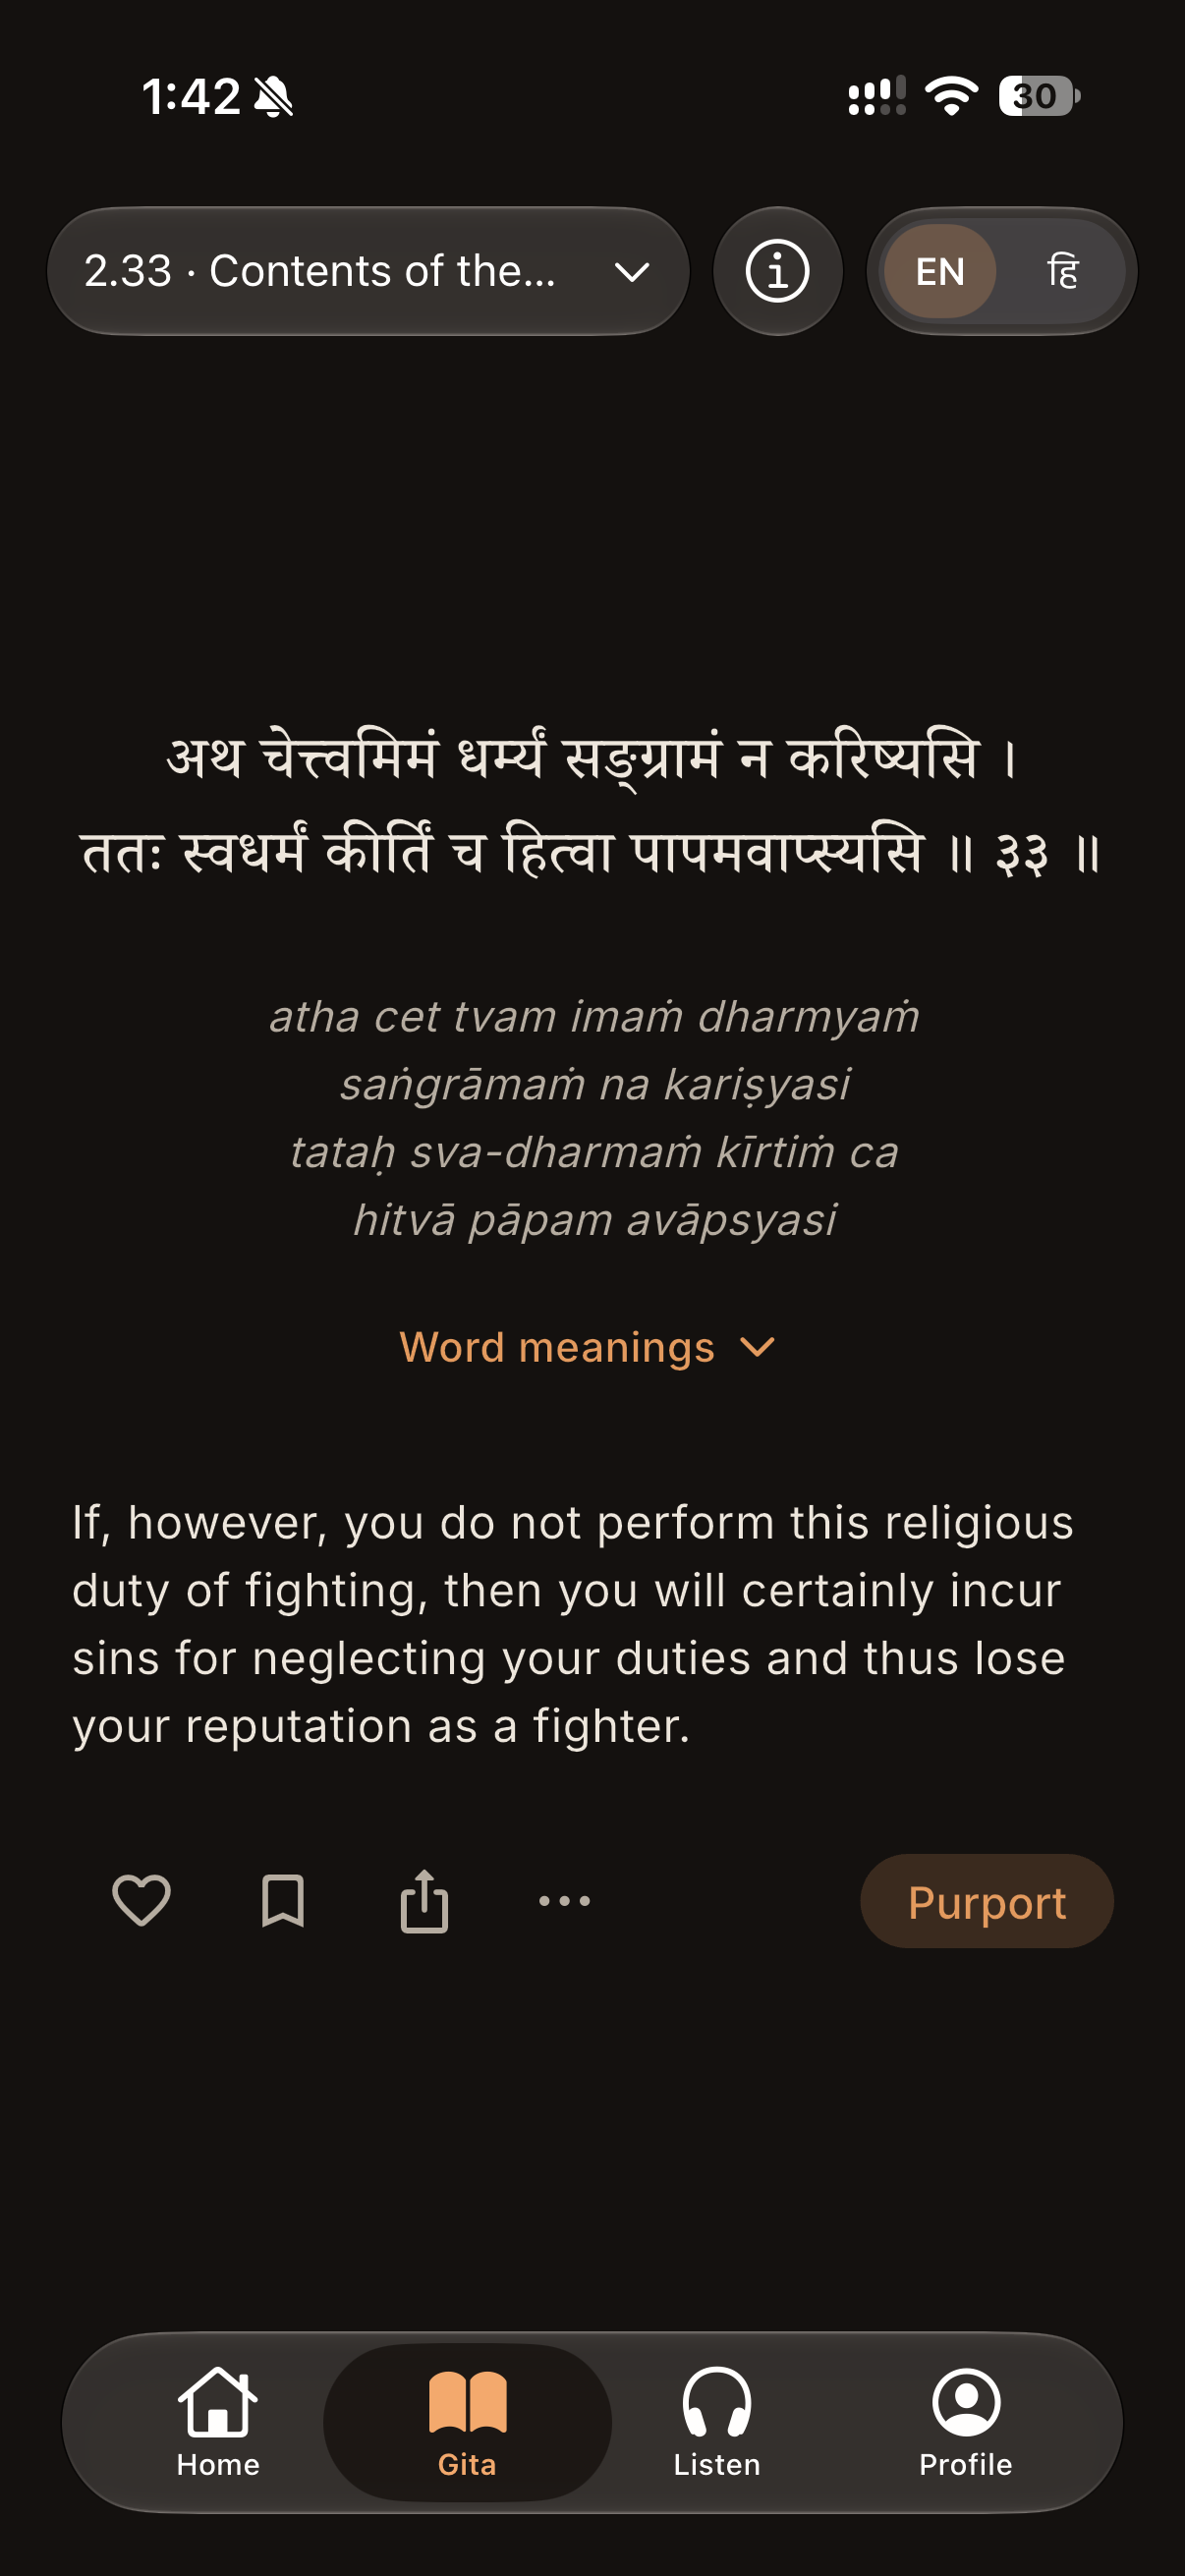 1:42
30
2.33 · Contents of the...
EN
हि
अथ चेत्त्वमिमं धर्म्यं सङ्ग्रामं न करिष्यसि ।
ततः स्वधर्मं कीर्तिं च हित्वा पापमवाप्स्यसि ॥ ३३ ॥
atha cet tvam imaṁ dharmyaṁ
saṅgrāmaṁ na kariṣyasi
tataḥ sva-dharmaṁ kīrtiṁ ca
hitvā pāpam avāpsyasi
Word meanings
If, however, you do not perform this religious
duty of fighting, then you will certainly incur
sins for neglecting your duties and thus lose
your reputation as a fighter.
Purport
Home
Gita
Listen
Profile